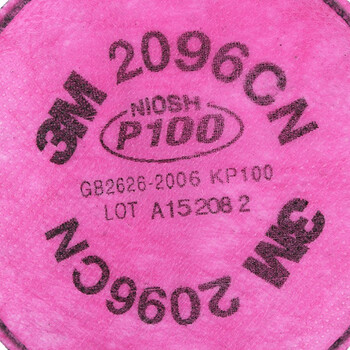 3M 2096CN
NIOSH
P100
GB2626-2006 KP100
LOT A15208 2
3M 2096CN